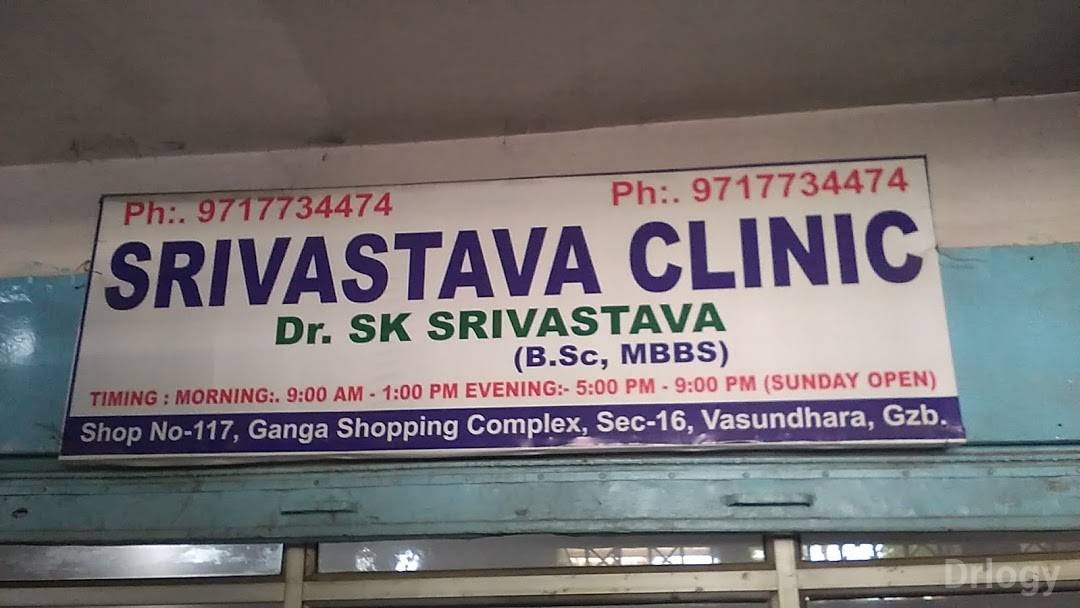 Ph:. 9717734474 Ph:. 9717734474
SRIVASTAVA CLINIC
Dr. SK SRIVASTAVA
(B.Sc, MBBS)
TIMING : MORNING:. 9:00 AM - 1:00 PM EVENING:- 5:00 PM - 9:00 PM (SUNDAY OPEN)
Shop No-117, Ganga Shopping Complex, Sec-16, Vasundhara, Gzb.
Drlogy